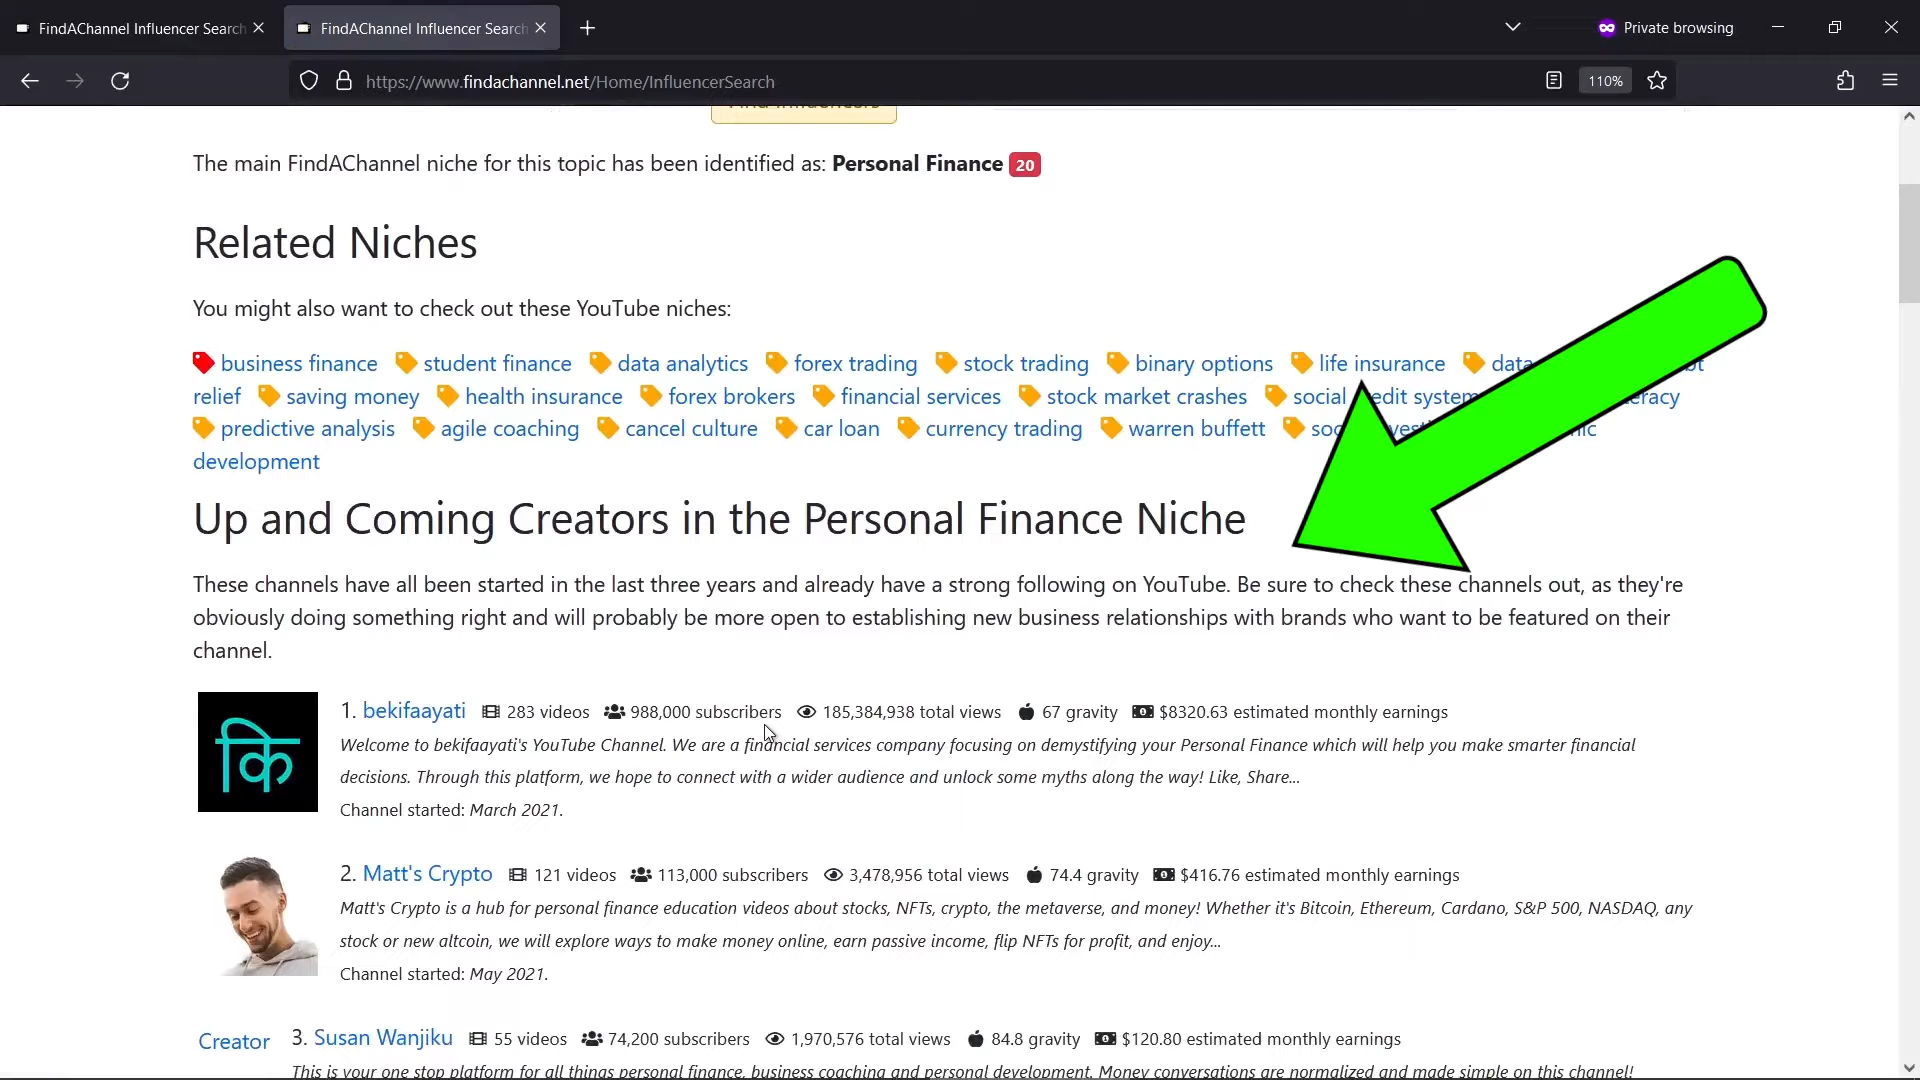 FindAChannel Influencer Search
FindAChannel Influencer Search
Private browsing
https://www.findachannel.net/Home/InfluencerSearch
110%
The main FindAChannel niche for this topic has been identified as: Personal Finance 20
Related Niches
You might also want to check out these YouTube niches:
business finance student finance data analytics forex trading stock trading binary options life insurance data
relief saving money health insurance forex brokers financial services stock market crashes social
predictive analysis agile coaching cancel culture car loan currency trading warren buffett
development
Up and Coming Creators in the Personal Finance Niche
These channels have all been started in the last three years and already have a strong following on YouTube. Be sure to check these channels out, as they're
obviously doing something right and will probably be more open to establishing new business relationships with brands who want to be featured on their
channel.
कि
1. bekifaayati 283 videos 988,000 subscribers 185,384,938 total views 67 gravity $8320.63 estimated monthly earnings
Welcome to bekifaayati's YouTube Channel. We are a financial services company focusing on demystifying your Personal Finance which will help you make smarter financial
decisions. Through this platform, we hope to connect with a wider audience and unlock some myths along the way! Like, Share...
Channel started: March 2021.
2. Matt's Crypto 121 videos 113,000 subscribers 3,478,956 total views 74.4 gravity $416.76 estimated monthly earnings
Matt's Crypto is a hub for personal finance education videos about stocks, NFTs, crypto, the metaverse, and money! Whether it's Bitcoin, Ethereum, Cardano, S&P 500, NASDAQ, any
stock or new altcoin, we will explore ways to make money online, earn passive income, flip NFTs for profit, and enjoy...
Channel started: May 2021.
Creator 3. Susan Wanjiku 55 videos 74,200 subscribers 1,970,576 total views 84.8 gravity $120.80 estimated monthly earnings
This is your one stop platform for all things personal finance, business coaching and personal development. Money conversations are normalized and made simple on this channel!